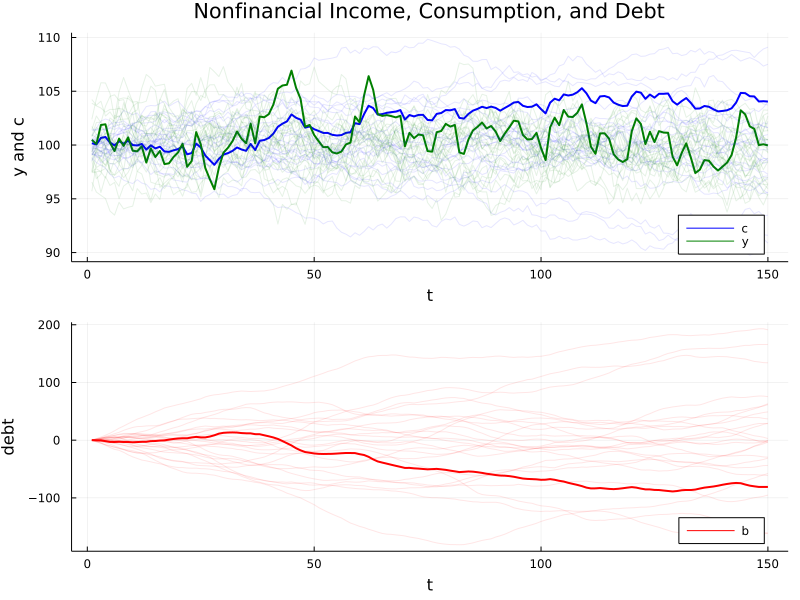 Nonfinancial Income, Consumption, and Debt
110
105
100
95
90
y and c
c
y
0 50 100 150
t
200
100
0
−100
debt
b
0 50 100 150
t